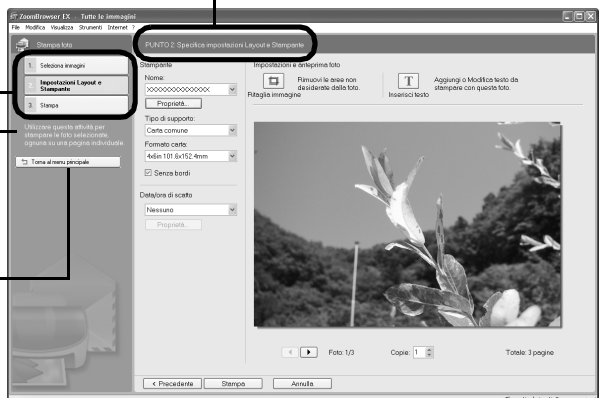 ZoomBrowser EX - Tutte le immagini
File Modifica Visualizza Strumenti Internet ?
Stampa foto
PUNTO 2: Specifica impostazioni Layout e Stampante
1. Seleziona immagini
2. Impostazioni Layout e Stampante
3. Stampa
Utilizzare questa attività per
stampare le foto selezionate,
ognuna su una pagina individuale.
Torna al menu principale
Stampante
Nome:
XXXXXXXXXXXXX
Proprietà...
Tipo di supporto:
Carta comune
Formato carta:
4x6in 101.6x152.4mm
Senza bordi
Data/ora di scatto
Nessuno
Proprietà...
Impostazioni e anteprima foto
Rimuovi le aree non
desiderate dalla foto.
Ritaglia immagine
T
Aggiungi o Modifica testo da
stampare con questa foto.
Inserisci testo
Foto: 1/3
Copie: 1
Totale: 3 pagine
< Precedente
Stampa
Annulla